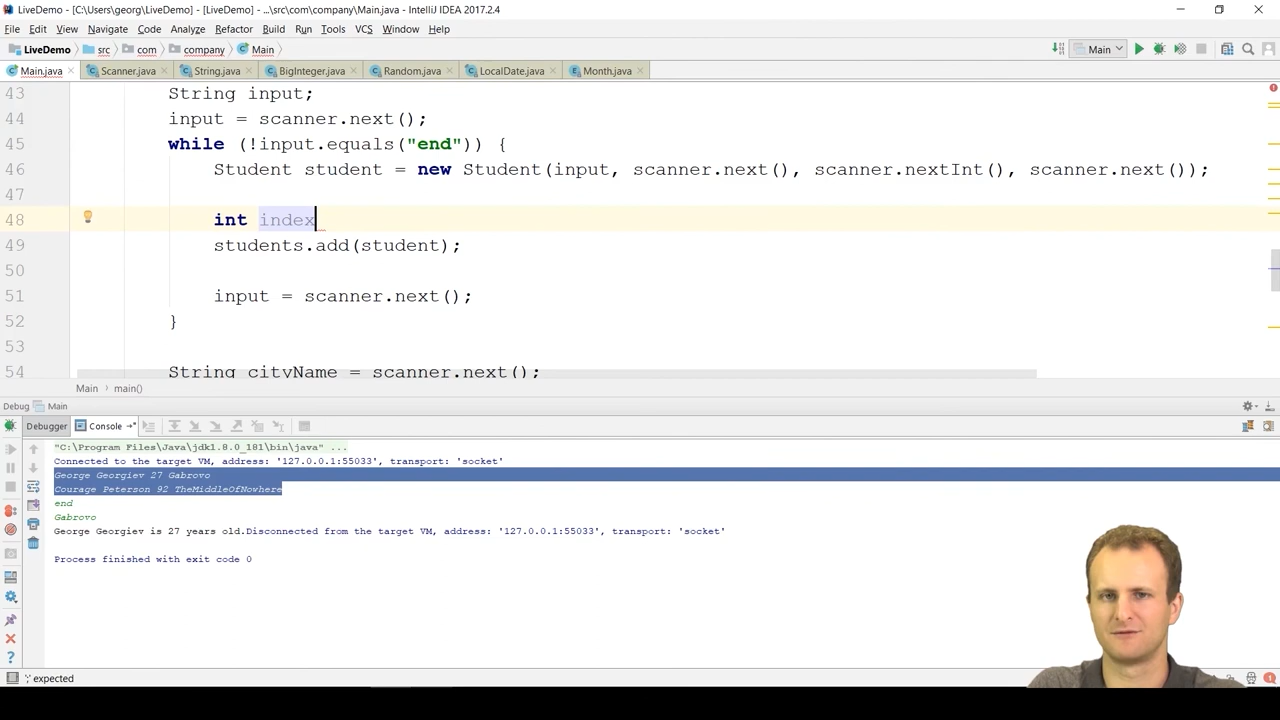 LiveDemo - [C:\Users\georg\LiveDemo] - [LiveDemo] - ...\src\com\company\Main.java - IntelliJ IDEA 2017.2.4
File Edit View Navigate Code Analyze Refactor Build Run Tools VCS Window Help
LiveDemo src com company Main Main
Main.java Scanner.java String.java BigInteger.java Random.java LocalDate.java Month.java
43 String input;
44 input = scanner.next();
45 while (!input.equals("end")) {
46 Student student = new Student(input, scanner.next(), scanner.nextInt(), scanner.next());
47
48 int index
49 students.add(student);
50
51 input = scanner.next();
52 }
53
54 String cityName = scanner.next();
Main main()
Debug Main
Debugger Console
"C:\Program Files\Java\jdk1.8.0_181\bin\java" ...
Connected to the target VM, address: '127.0.0.1:55033', transport: 'socket'
George Georgiev 27 Gabrovo
Courage Peterson 92 TheMiddleOfNowhere
end
Gabrovo
George Georgiev is 27 years old.Disconnected from the target VM, address: '127.0.0.1:55033', transport: 'socket'
Process finished with exit code 0
';' expected